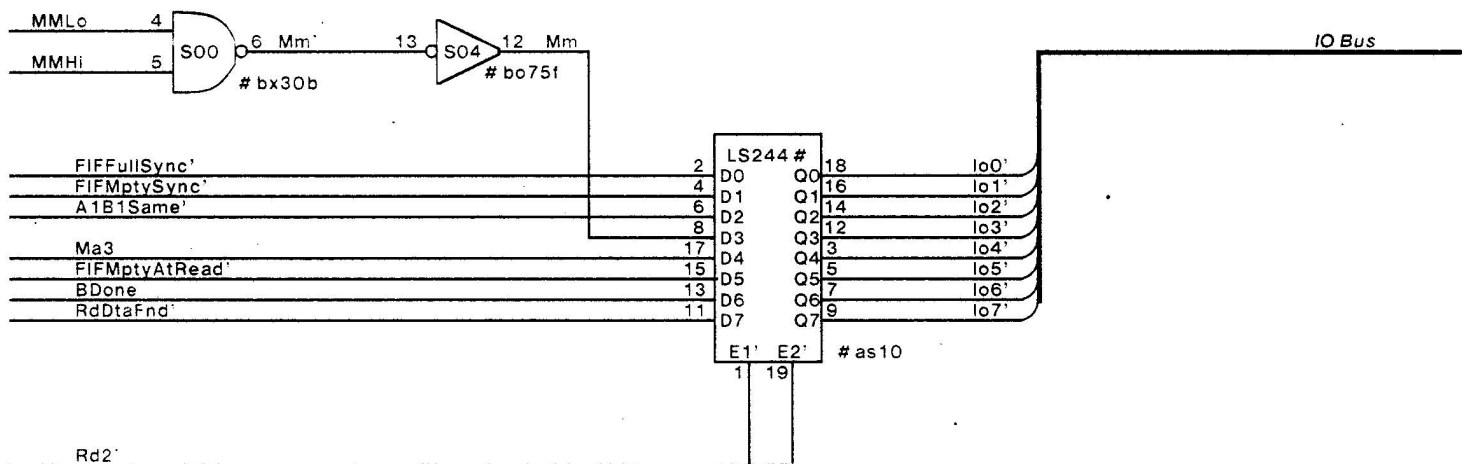 MMLo 4
S00
6 Mm'
13
S04
12 Mm
IO Bus
MMHi 5
# bx30b
# bo75f
LS244 #
FIFFullSync' 2 D0 Q0 18 Io0'
FIFMptySync' 4 D1 Q1 16 Io1'
A1B1Same' 6 D2 Q2 14 Io2'
8 D3 Q3 12 Io3'
Ma3 17 D4 Q4 3 Io4'
FIFMptyAtRead' 15 D5 Q5 5 Io5'
BDone 13 D6 Q6 7 Io6'
RdDtaFnd' 11 D7 Q7 9 Io7'
E1' E2' # as10
1 19
Rd2'